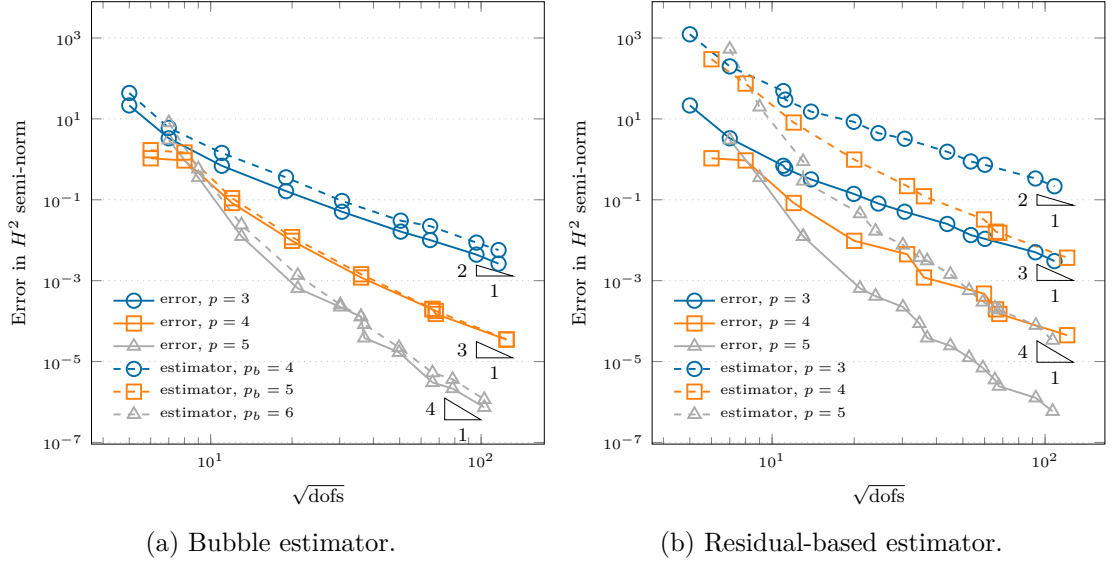 10^3
10^1
10^{-1}
10^{-3}
10^{-5}
10^{-7}
Error in H^2 semi-norm
2
1
3
1
4
1
error, p = 3
error, p = 4
error, p = 5
estimator, p_b = 4
estimator, p_b = 5
estimator, p_b = 6
10^1
10^2
√dofs
(a) Bubble estimator.
10^3
10^1
10^{-1}
10^{-3}
10^{-5}
10^{-7}
Error in H^2 semi-norm
2
1
3
1
4
1
error, p = 3
error, p = 4
error, p = 5
estimator, p = 3
estimator, p = 4
estimator, p = 5
10^1
10^2
√dofs
(b) Residual-based estimator.